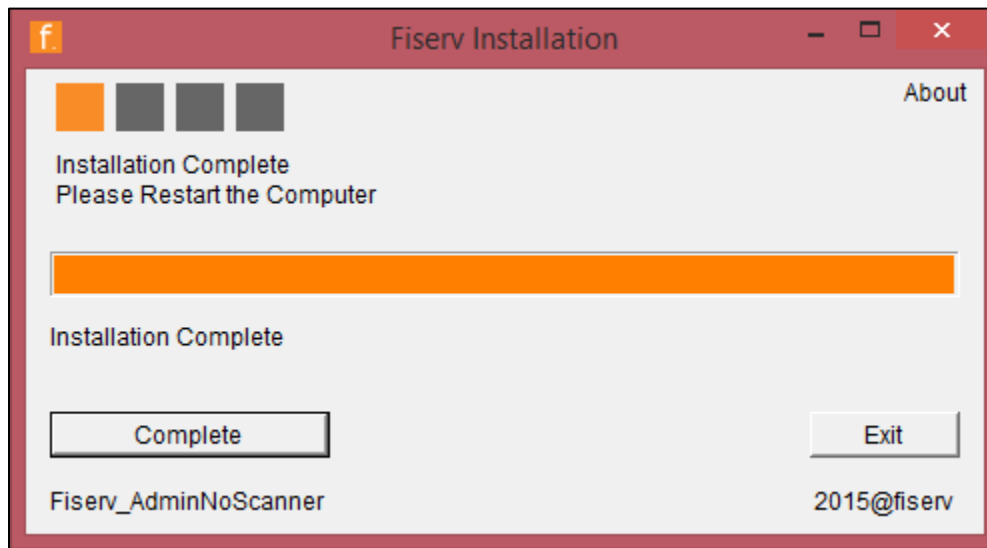 f.
Fiserv Installation
About
Installation Complete
Please Restart the Computer
Installation Complete
Complete
Exit
Fiserv_AdminNoScanner
2015@fiserv